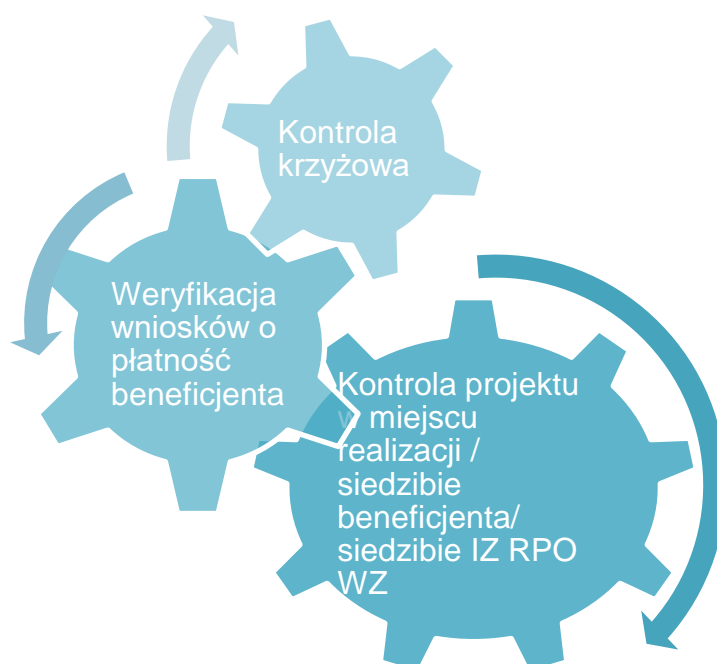 Kontrola
krzyżowa
Weryfikacja
wniosków o
płatność
beneficjenta
Kontrola projektu
w miejscu
realizacji /
siedzibie
beneficjenta/
siedzibie IZ RPO
WZ